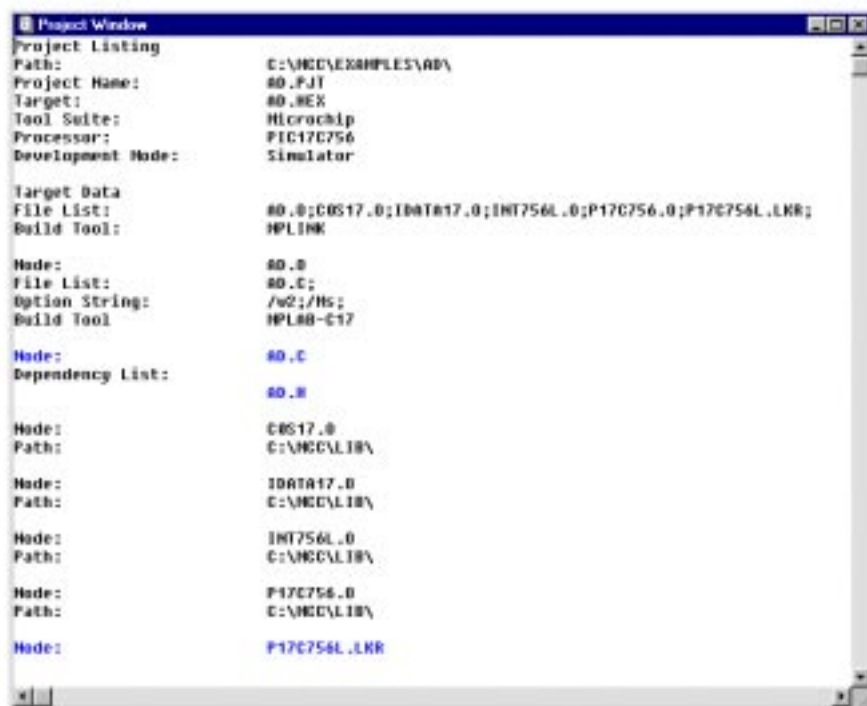 Project Window
Project Listing
Path: C:\MCC\EXAMPLES\AD\
Project Name: AD.PJT
Target: AD.HEX
Tool Suite: Microchip
Processor: PIC17C756
Development Mode: Simulator
Target Data
File List: AD.O;C0S17.O;IDATA17.O;INT756L.O;P17C756.O;P17C756L.LKR;
Build Tool: MPLINK
Node: AD.O
File List: AD.C;
Option String: /w2;/Ms;
Build Tool MPLAB-C17
Node: AD.C
Dependency List:
AD.H
Node: C0S17.O
Path: C:\MCC\LIB\
Node: IDATA17.O
Path: C:\MCC\LIB\
Node: INT756L.O
Path: C:\MCC\LIB\
Node: P17C756.O
Path: C:\MCC\LIB\
Node: P17C756L.LKR